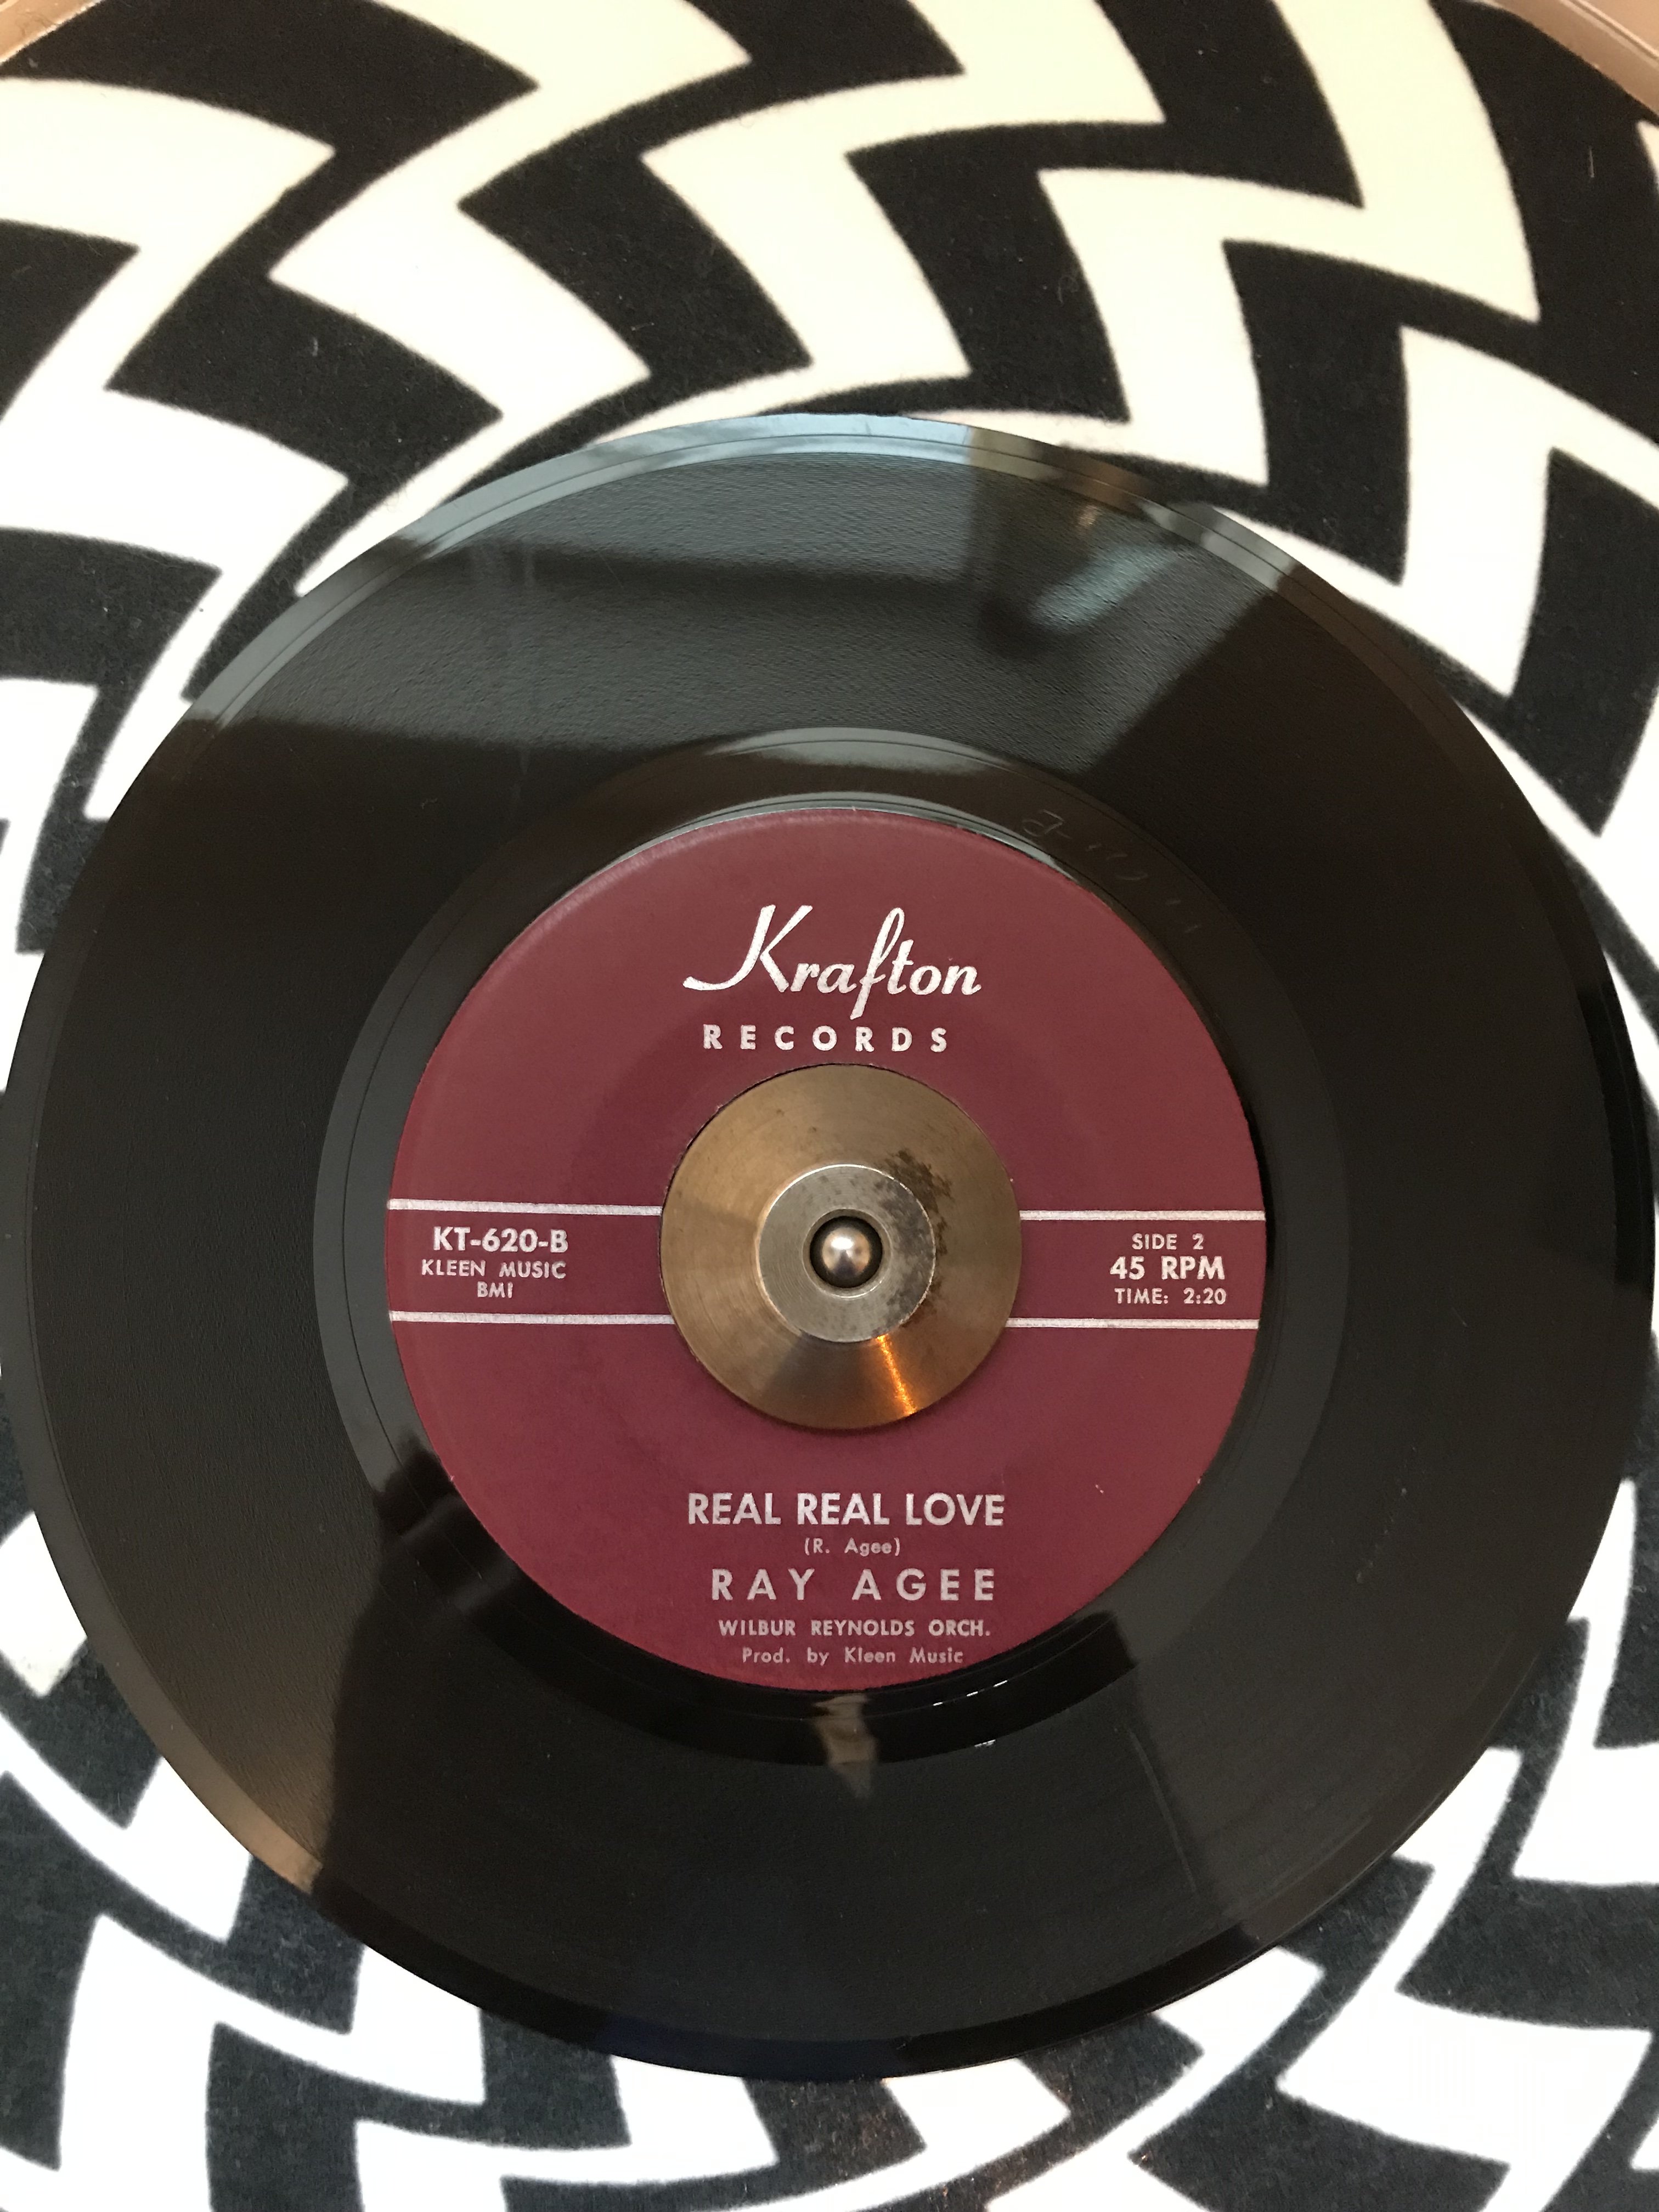 Krafton
RECORDS
KT-620-B
KLEEN MUSIC
BMI
SIDE 2
45 RPM
TIME: 2:20
REAL REAL LOVE
(R. Agee)
RAY AGEE
WILBUR REYNOLDS ORCH.
Prod. by Kleen Music